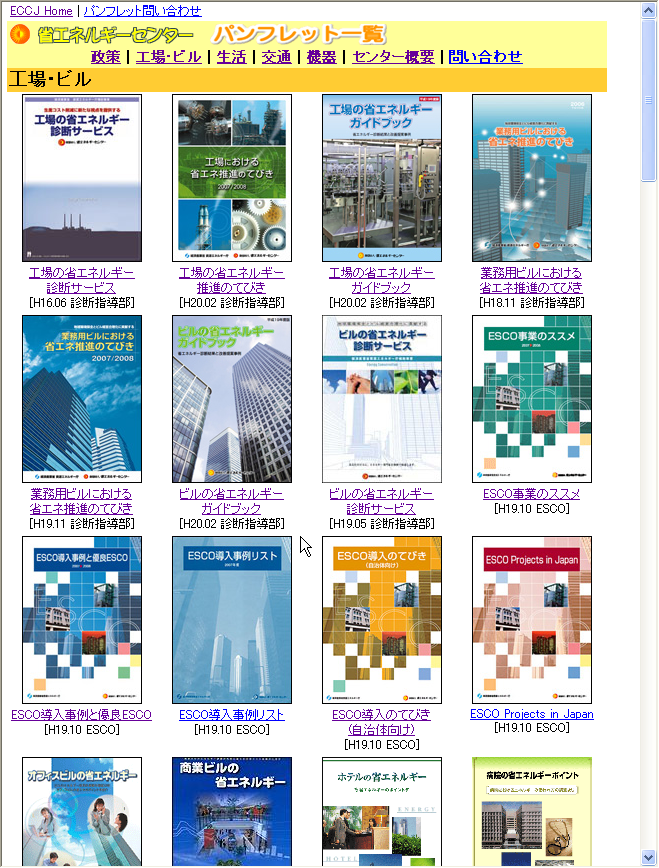 ECCJ Home | パンフレット問い合わせ
省エネルギーセンター パンフレット一覧
政策 | 工場・ビル | 生活 | 交通 | 機器 | センター概要 | 問い合わせ
工場・ビル
生産コスト削減に新たな視点を提供する
工場の省エネルギー
診断サービス
工場における
省エネ推進のてびき
2007/2008
工場の省エネルギー
ガイドブック
業務用ビルにおける
省エネ推進のてびき
工場の省エネルギー
診断サービス
[H16.06 診断指導部]
工場の省エネルギー
推進のてびき
[H20.02 診断指導部]
工場の省エネルギー
ガイドブック
[H20.02 診断指導部]
業務用ビルにおける
省エネ推進のてびき
[H18.11 診断指導部]
業務用ビルにおける
省エネ推進のてびき
2007/2008
ビルの省エネルギー
ガイドブック
ビルの省エネルギー
診断サービス
ESCO事業のススメ
業務用ビルにおける
省エネ推進のてびき
[H19.11 診断指導部]
ビルの省エネルギー
ガイドブック
[H20.02 診断指導部]
ビルの省エネルギー
診断サービス
[H19.05 診断指導部]
ESCO事業のススメ
[H19.10 ESCO]
ESCO導入事例と優良ESCO
ESCO導入事例リスト
ESCO導入のてびき
(自治体向け)
ESCO Projects in Japan
ESCO導入事例と優良ESCO
[H19.10 ESCO]
ESCO導入事例リスト
[H19.10 ESCO]
ESCO導入のてびき
(自治体向け)
[H19.10 ESCO]
ESCO Projects in Japan
[H19.10 ESCO]
オフィスビルの省エネルギー
商業ビルの
省エネルギー
ホテルの省エネルギー
ENERGY
HOTEL
病院の省エネルギーポイント